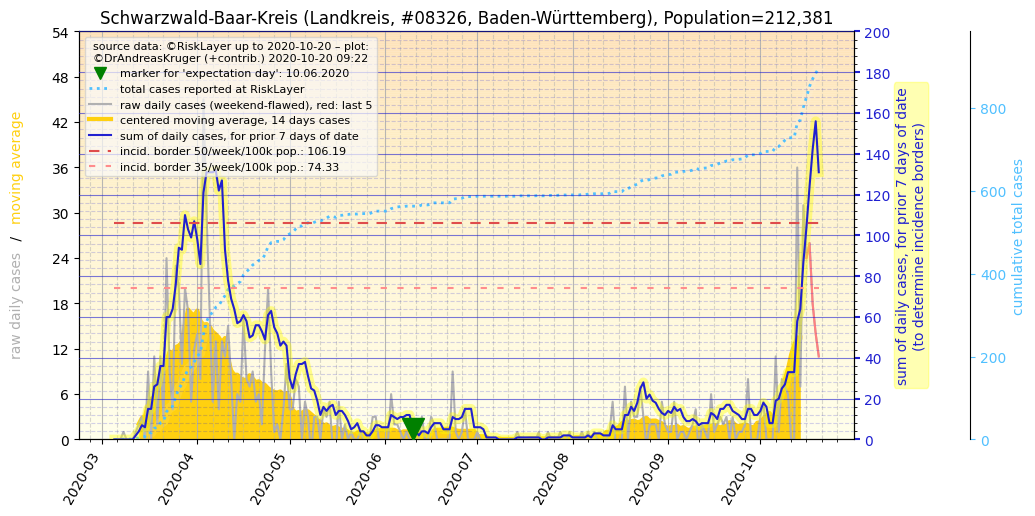 Schwarzwald-Baar-Kreis (Landkreis, #08326, Baden-Württemberg), Population=212,381
source data: ©RiskLayer up to 2020-10-20 – plot:
©DrAndreasKruger (+contrib.) 2020-10-20 09:22
marker for 'expectation day': 10.06.2020
total cases reported at RiskLayer
raw daily cases (weekend-flawed), red: last 5
centered moving average, 14 days cases
sum of daily cases, for prior 7 days of date
incid. border 50/week/100k pop.: 106.19
incid. border 35/week/100k pop.: 74.33
raw daily cases / moving average
54
48
42
36
30
24
18
12
6
0
2020-03
2020-04
2020-05
2020-06
2020-07
2020-08
2020-09
2020-10
200
180
160
140
120
100
80
60
40
20
0
sum of daily cases, for prior 7 days of date
(to determine incidence borders)
800
600
400
200
0
cumulative total cases